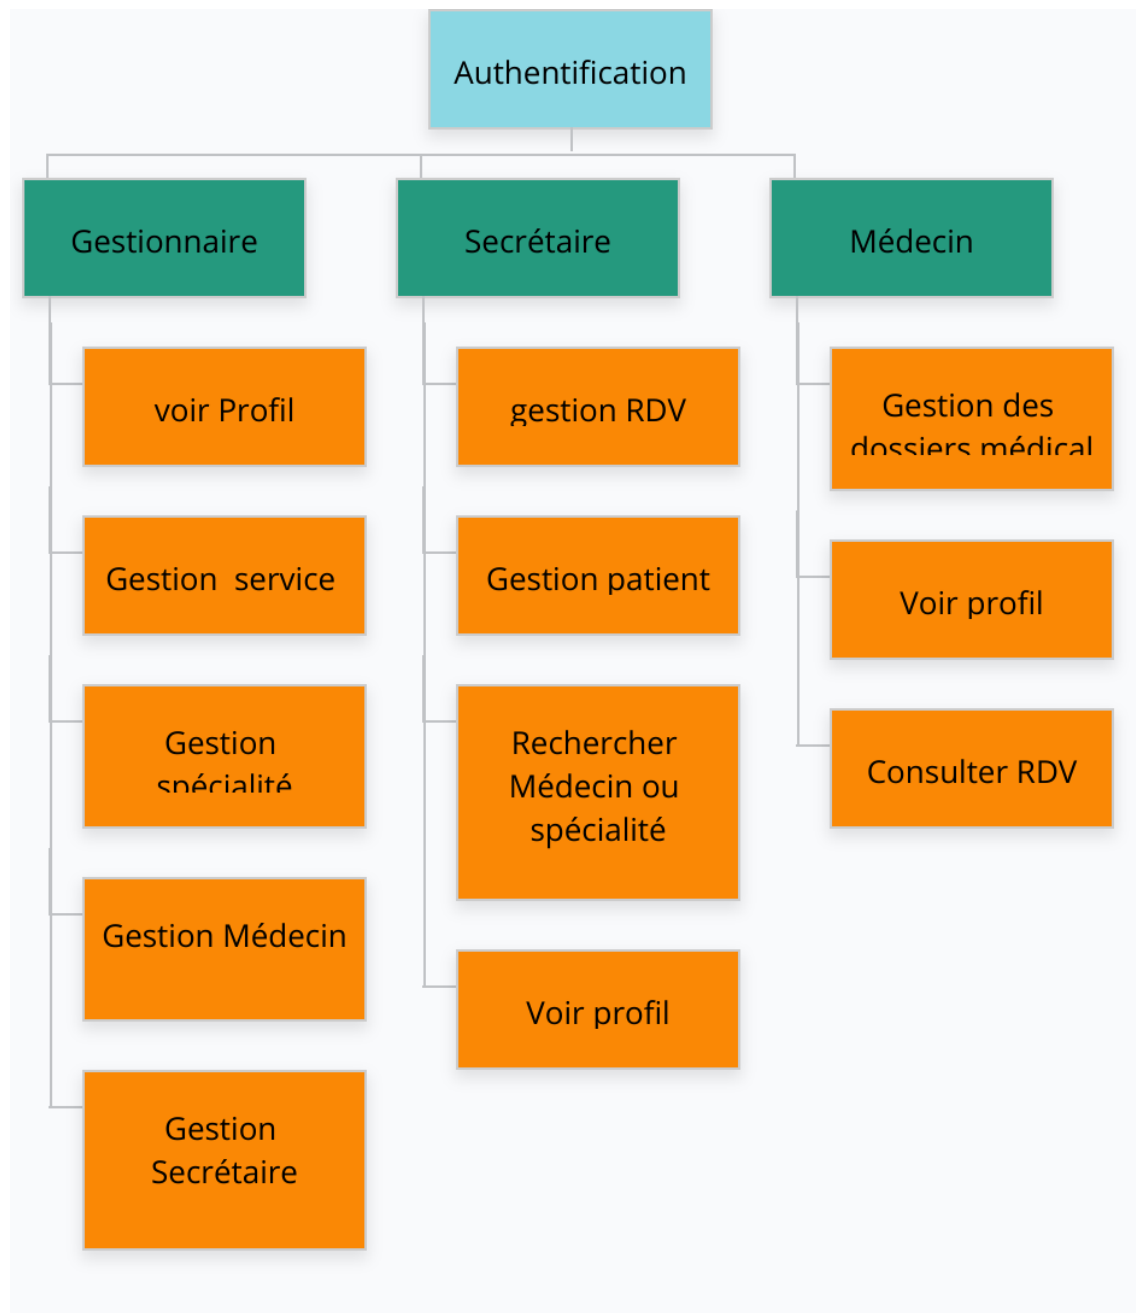 Authentification
Gestionnaire
Secrétaire
Médecin
voir Profil
Gestion service
Gestion
spécialité
Gestion Médecin
Gestion
Secrétaire
gestion RDV
Gestion patient
Rechercher
Médecin ou
spécialité
Voir profil
Gestion des
dossiers médical
Voir profil
Consulter RDV